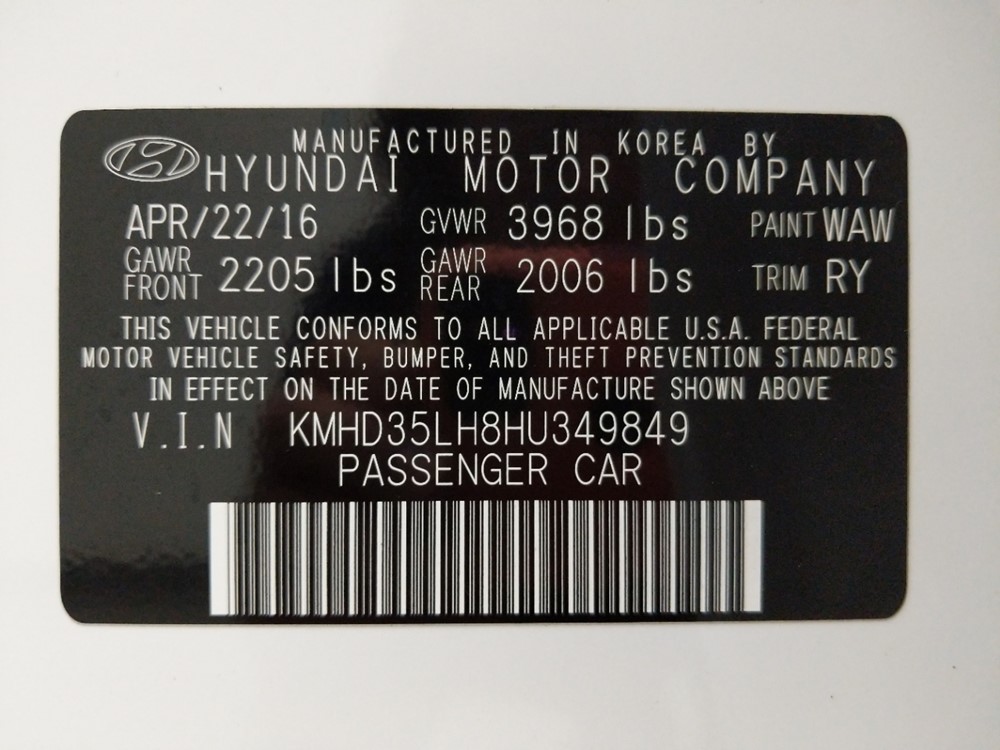 MANUFACTURED IN KOREA BY
HYUNDAI MOTOR COMPANY
APR/22/16 GVWR 3968 lbs PAINT WAW
GAWR FRONT 2205 lbs GAWR REAR 2006 lbs TRIM RY
THIS VEHICLE CONFORMS TO ALL APPLICABLE U.S.A. FEDERAL
MOTOR VEHICLE SAFETY, BUMPER, AND THEFT PREVENTION STANDARDS
IN EFFECT ON THE DATE OF MANUFACTURE SHOWN ABOVE
V.I.N KMHD35LH8HU349849
PASSENGER CAR